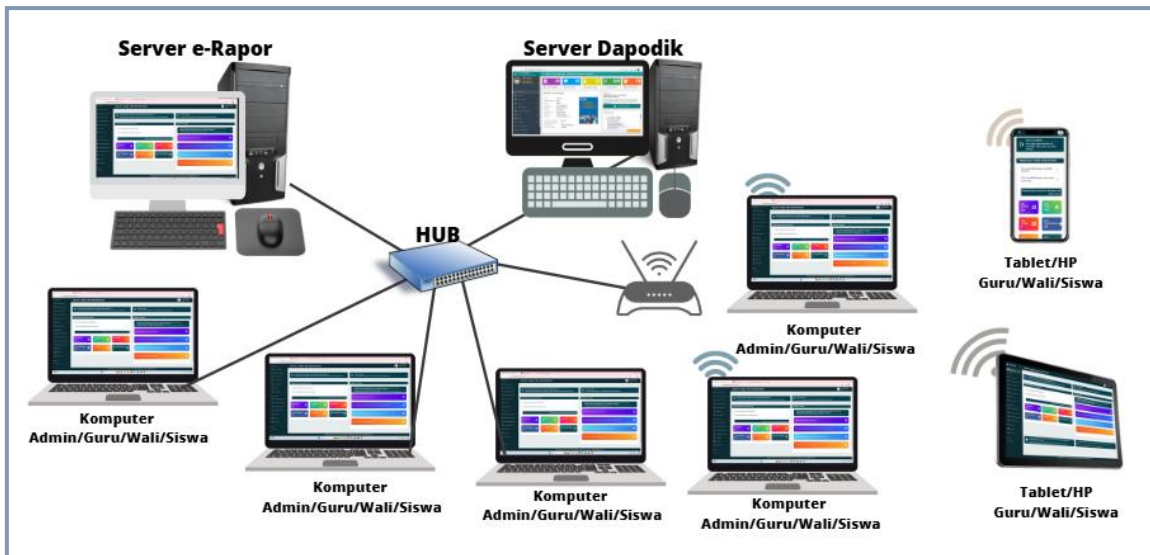 Server e-Rapor
Server Dapodik
HUB
Tablet/HP
Guru/Wali/Siswa
Komputer
Admin/Guru/Wali/Siswa
Komputer
Admin/Guru/Wali/Siswa
Komputer
Admin/Guru/Wali/Siswa
Komputer
Admin/Guru/Wali/Siswa
Komputer
Admin/Guru/Wali/Siswa
Tablet/HP
Guru/Wali/Siswa